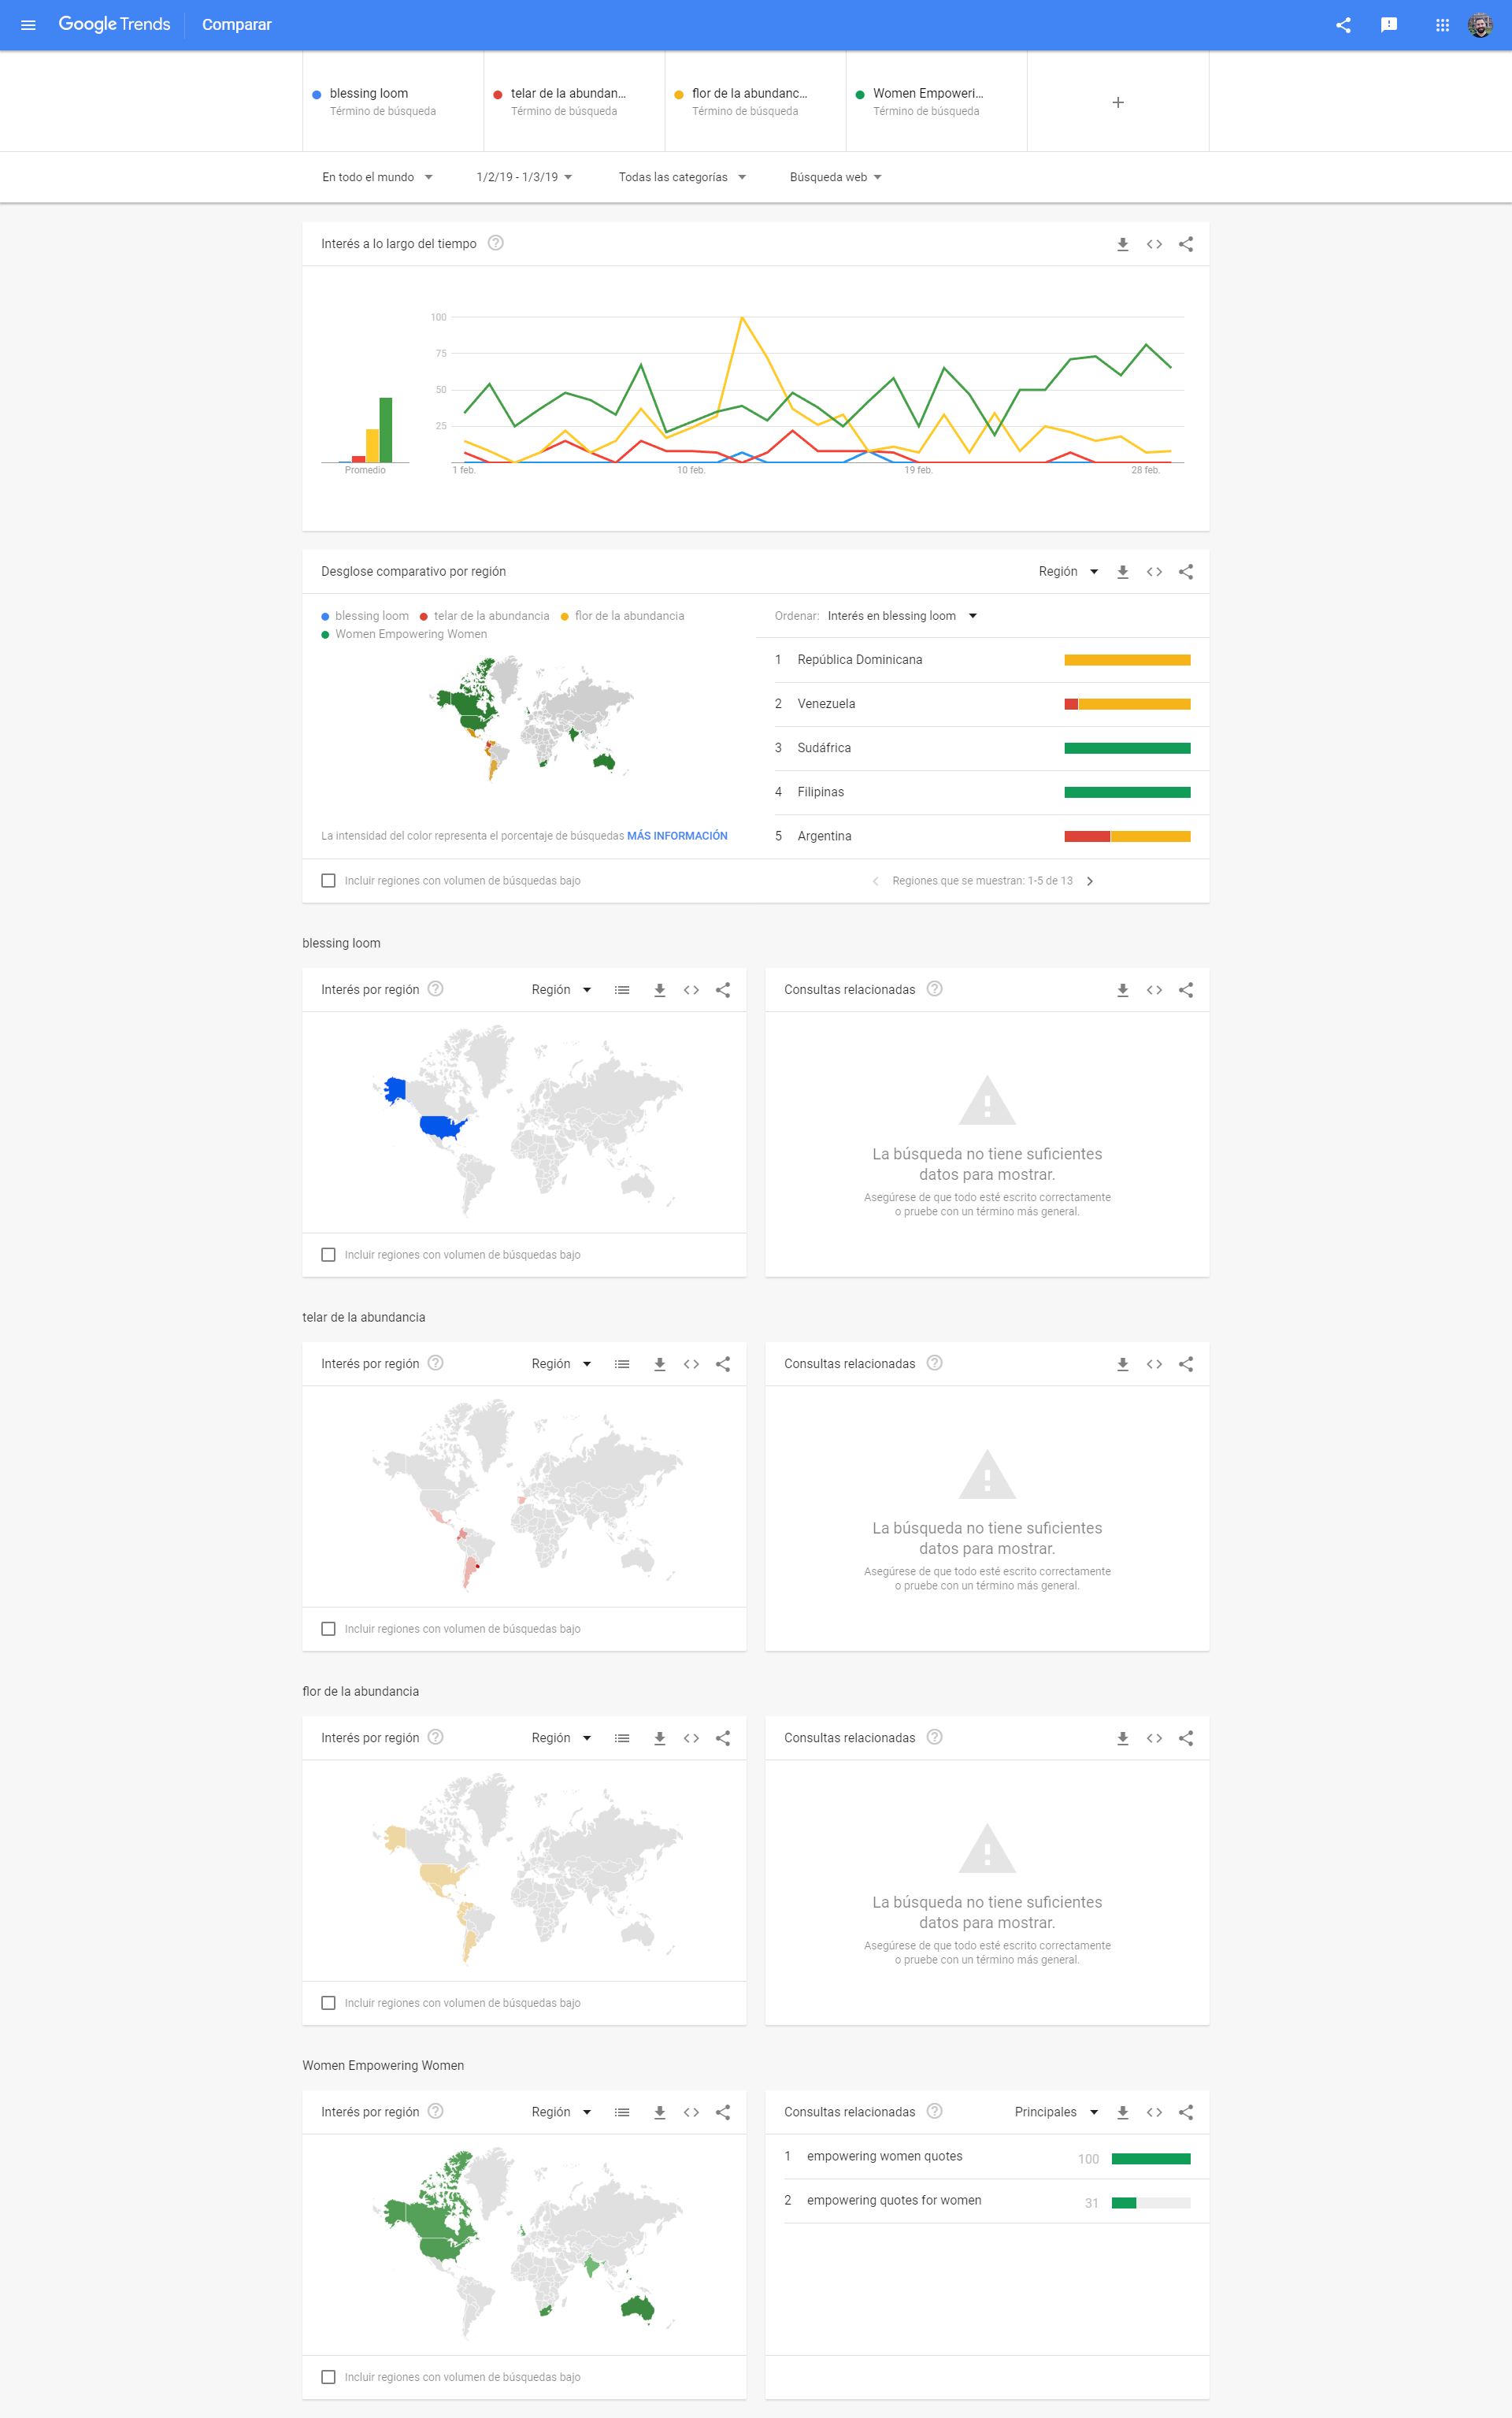 Google Trends Comparar
blessing loom
Término de búsqueda
telar de la abundan...
Término de búsqueda
flor de la abundanc...
Término de búsqueda
Women Empoweri...
Término de búsqueda
En todo el mundo
1/2/19 - 1/3/19
Todas las categorías
Búsqueda web
Interés a lo largo del tiempo
100
75
50
25
Promedio
1 feb.
10 feb.
19 feb.
28 feb.
Desglose comparativo por región
Región
blessing loom
telar de la abundancia
flor de la abundancia
Women Empowering Women
Ordenar: Interés en blessing loom
1 República Dominicana
2 Venezuela
3 Sudáfrica
4 Filipinas
5 Argentina
La intensidad del color representa el porcentaje de búsquedas MÁS INFORMACIÓN
Incluir regiones con volumen de búsquedas bajo
Regiones que se muestran: 1-5 de 13
blessing loom
Interés por región
Región
Incluir regiones con volumen de búsquedas bajo
Consultas relacionadas
La búsqueda no tiene suficientes
datos para mostrar.
Asegúrese de que todo esté escrito correctamente
o pruebe con un término más general.
telar de la abundancia
Interés por región
Región
Incluir regiones con volumen de búsquedas bajo
Consultas relacionadas
La búsqueda no tiene suficientes
datos para mostrar.
Asegúrese de que todo esté escrito correctamente
o pruebe con un término más general.
flor de la abundancia
Interés por región
Región
Incluir regiones con volumen de búsquedas bajo
Consultas relacionadas
La búsqueda no tiene suficientes
datos para mostrar.
Asegúrese de que todo esté escrito correctamente
o pruebe con un término más general.
Women Empowering Women
Interés por región
Región
Incluir regiones con volumen de búsquedas bajo
Consultas relacionadas
Principales
1 empowering women quotes 100
2 empowering quotes for women 31